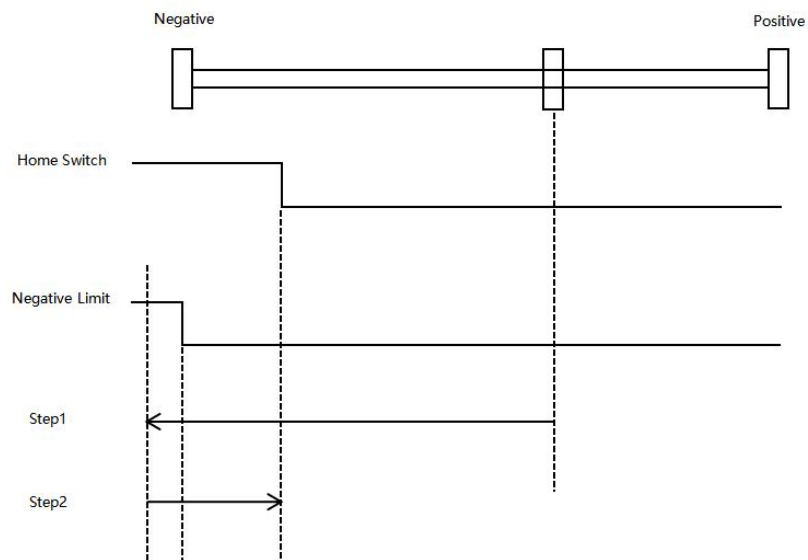 Negative
Positive
Home Switch
Negative Limit
Step1
Step2